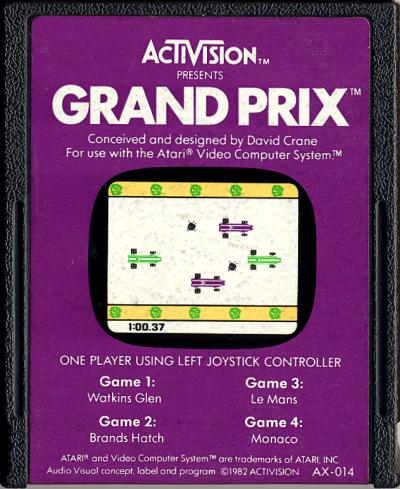 ACTIVISION™
PRESENTS
GRAND PRIX™
Conceived and designed by David Crane
For use with the Atari® Video Computer System.™
1:00.37
ONE PLAYER USING LEFT JOYSTICK CONTROLLER
Game 1:
Watkins Glen
Game 2:
Brands Hatch
Game 3:
Le Mans
Game 4:
Monaco
ATARI® and Video Computer System™ are trademarks of ATARI, INC.
Audio Visual concept, label and program ©1982 ACTIVISION AX-014